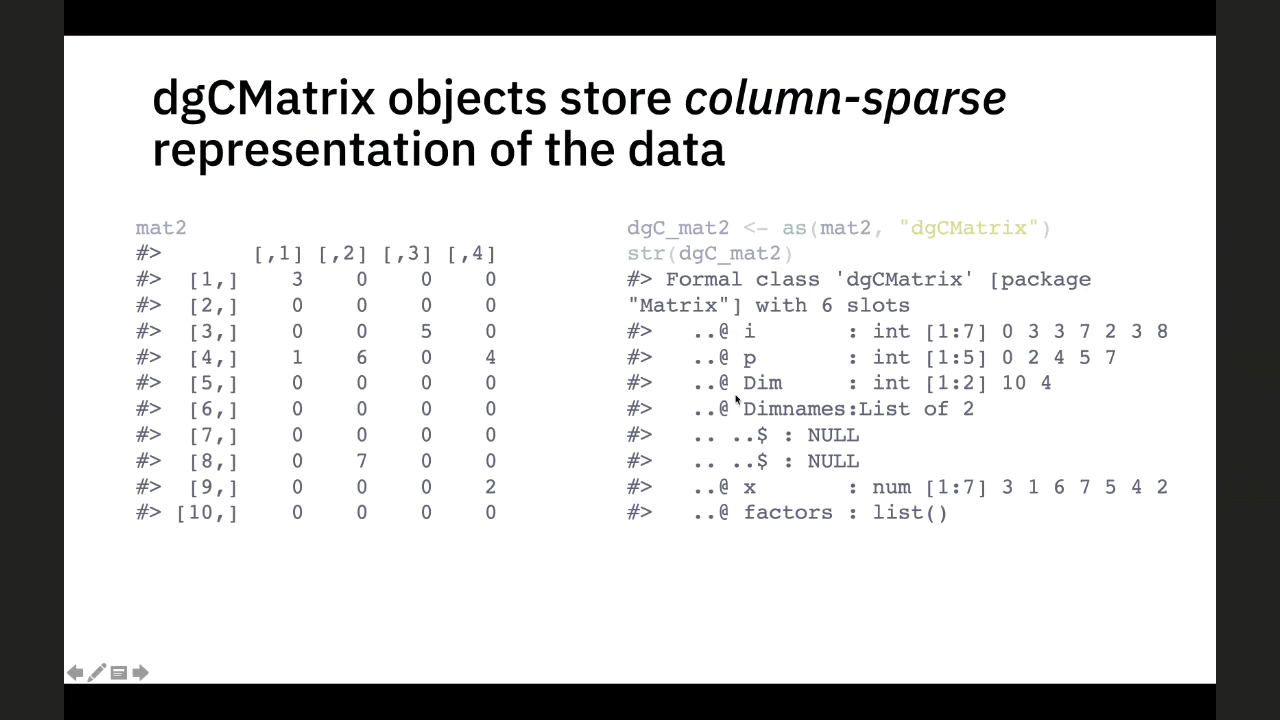 dgCMatrix objects store column-sparse
representation of the data
mat2
#>        [,1] [,2] [,3] [,4]
#>  [1,]    3    0    0    0
#>  [2,]    0    0    0    0
#>  [3,]    0    0    5    0
#>  [4,]    1    6    0    4
#>  [5,]    0    0    0    0
#>  [6,]    0    0    0    0
#>  [7,]    0    0    0    0
#>  [8,]    0    7    0    0
#>  [9,]    0    0    0    2
#> [10,]    0    0    0    0
dgC_mat2 <- as(mat2, "dgCMatrix")
str(dgC_mat2)
#> Formal class 'dgCMatrix' [package
"Matrix"] with 6 slots
#>   ..@ i       : int [1:7] 0 3 3 7 2 3 8
#>   ..@ p       : int [1:5] 0 2 4 5 7
#>   ..@ Dim     : int [1:2] 10 4
#>   ..@ Dimnames:List of 2
#>   .. ..$ : NULL
#>   .. ..$ : NULL
#>   ..@ x       : num [1:7] 3 1 6 7 5 4 2
#>   ..@ factors : list()